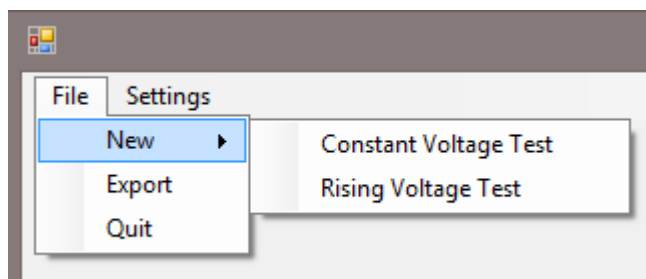 File Settings
New Constant Voltage Test
Export Rising Voltage Test
Quit